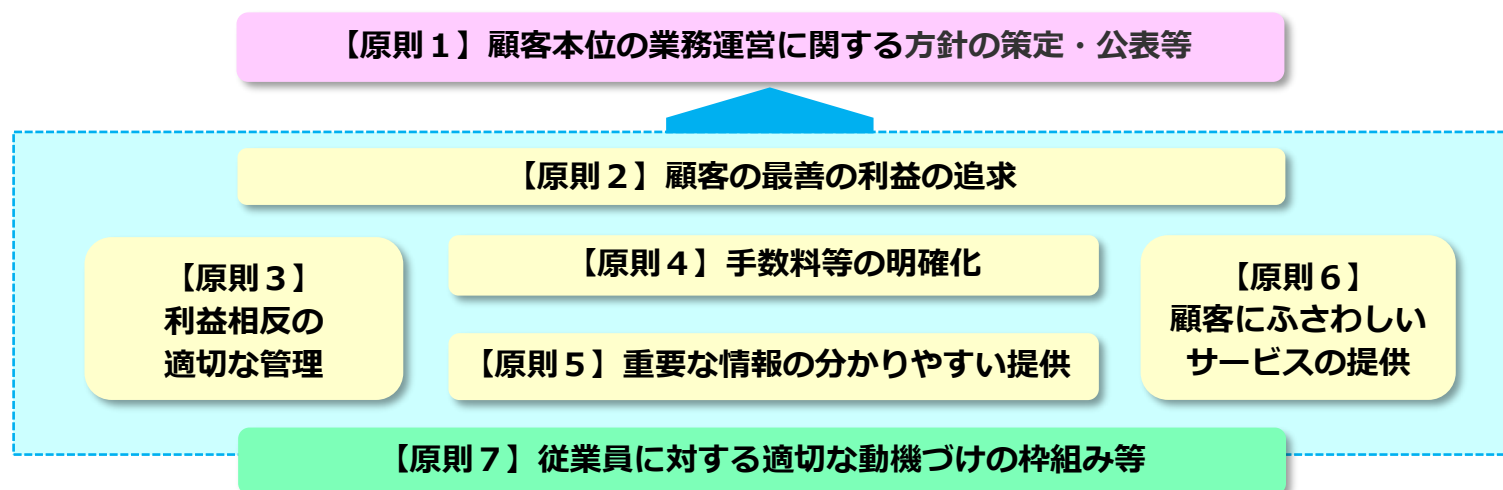 【原則１】顧客本位の業務運営に関する方針の策定・公表等
【原則２】顧客の最善の利益の追求
【原則３】
利益相反の
適切な管理
【原則４】手数料等の明確化
【原則５】重要な情報の分かりやすい提供
【原則６】
顧客にふさわしい
サービスの提供
【原則７】従業員に対する適切な動機づけの枠組み等